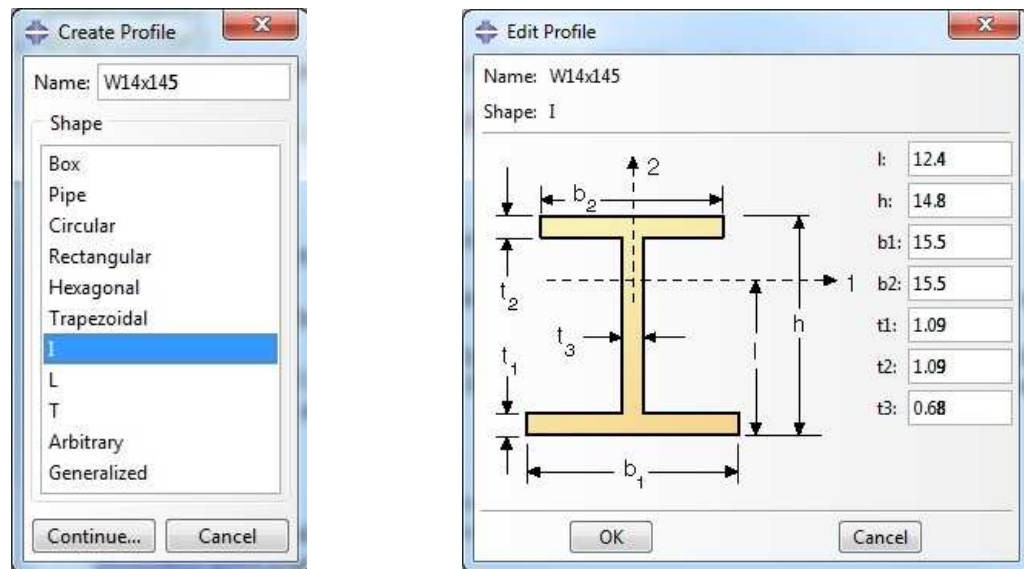 Create Profile
Name: W14x145
Shape
Box
Pipe
Circular
Rectangular
Hexagonal
Trapezoidal
I
L
T
Arbitrary
Generalized
Continue... Cancel
Edit Profile
Name: W14x145
Shape: I
2
b2
t2
1
t3
h
l
t1
b1
l: 12.4
h: 14.8
b1: 15.5
b2: 15.5
t1: 1.09
t2: 1.09
t3: 0.68
OK Cancel